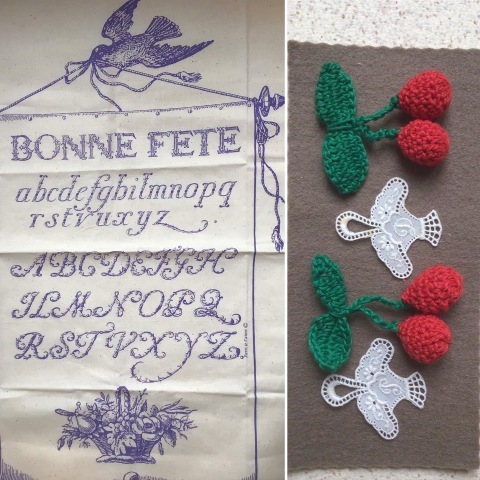 BONNE FETE
abcdefghilmnopq
rstvuxyz
ABCDEFGH
ILMNOPQ
RSTVXYZ